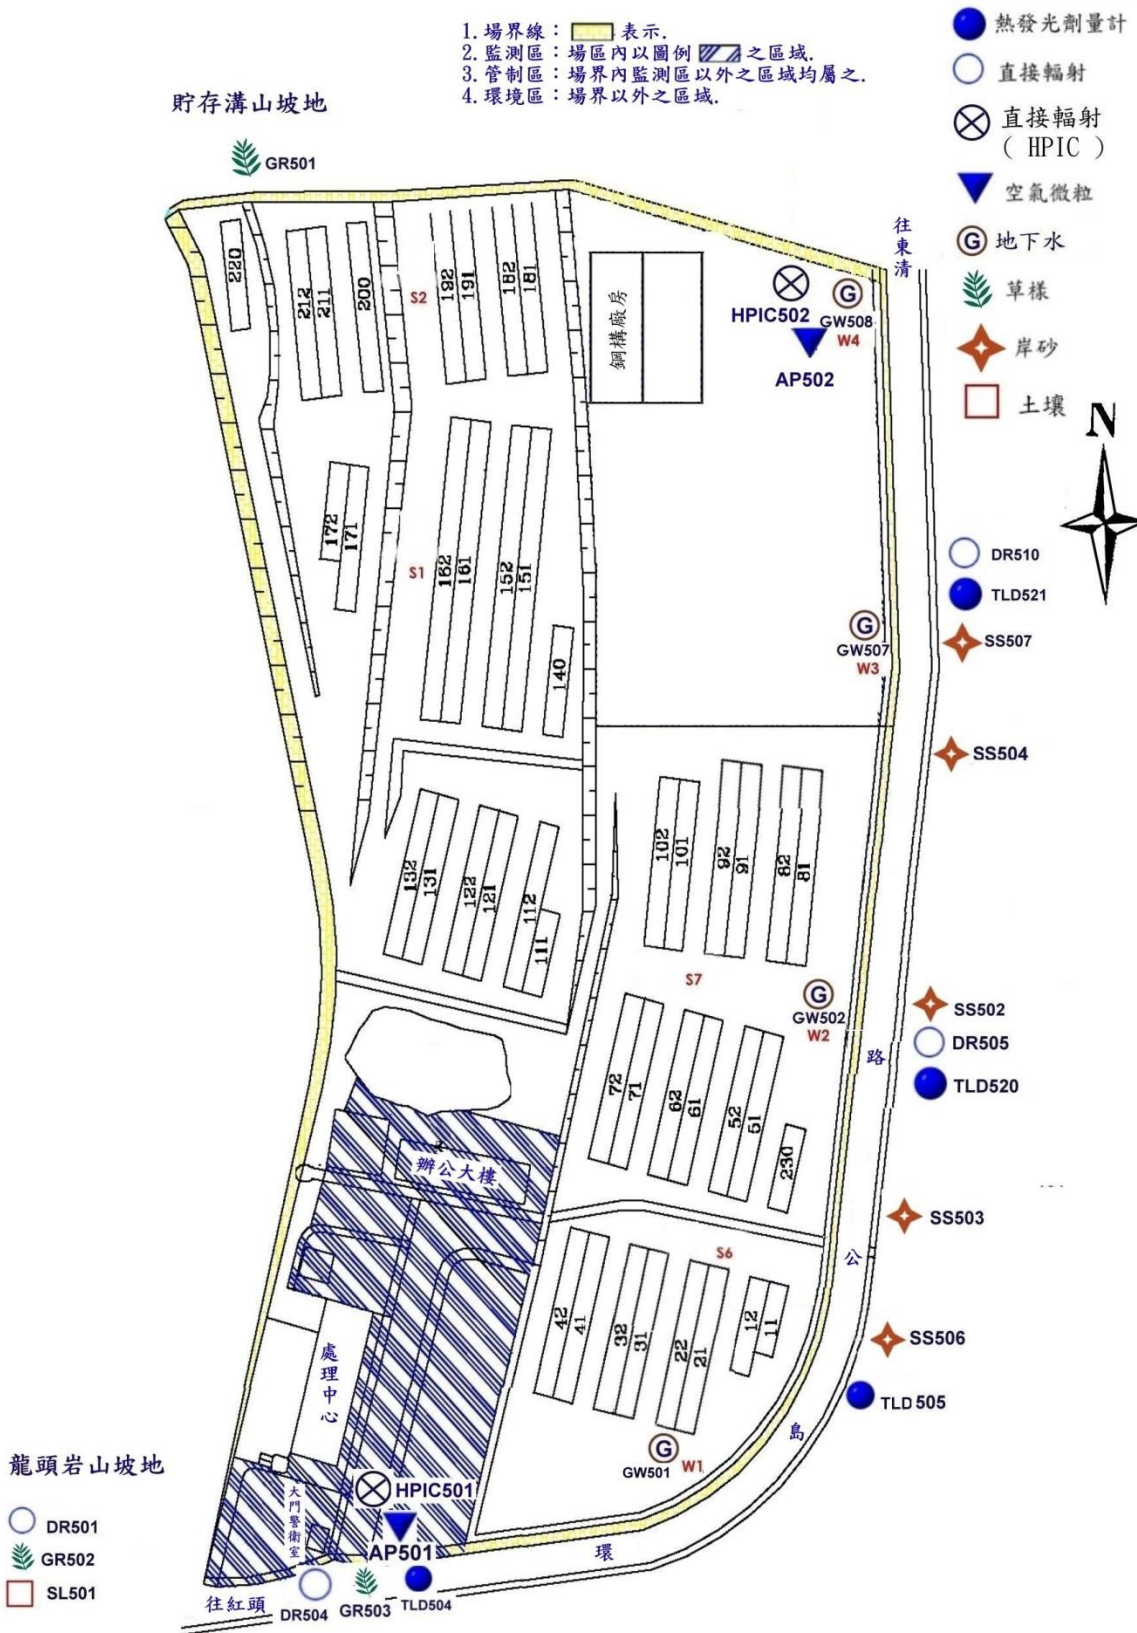 1. 場界線： 表示.
2. 監測區：場區內以圖例 之區域.
3. 管制區：場界內監測區以外之區域均屬之.
4. 環境區：場界以外之區域.
熱發光劑量計
直接輻射
直接輻射
( HPIC )
空氣微粒
地下水
草樣
岸砂
土壤
N
貯存溝山坡地
GR501
往東清
220
212
211
200
S2
192
191
182
181
鋼構廠房
HPIC502
GW508
W4
AP502
172
171
S1
162
161
152
151
140
DR510
TLD521
GW507
W3
SS507
SS504
132
131
122
121
112
111
102
101
92
91
82
81
S7
GW502
W2
SS502
DR505
TLD520
路
72
71
62
61
52
51
230
辦公大樓
SS503
公
S6
42
41
32
31
22
21
12
11
SS506
TLD 505
島
處理中心
GW501
W1
龍頭岩山坡地
DR501
GR502
SL501
大門警衛室
HPIC501
AP501
環
往紅頭
DR504
GR503
TLD504